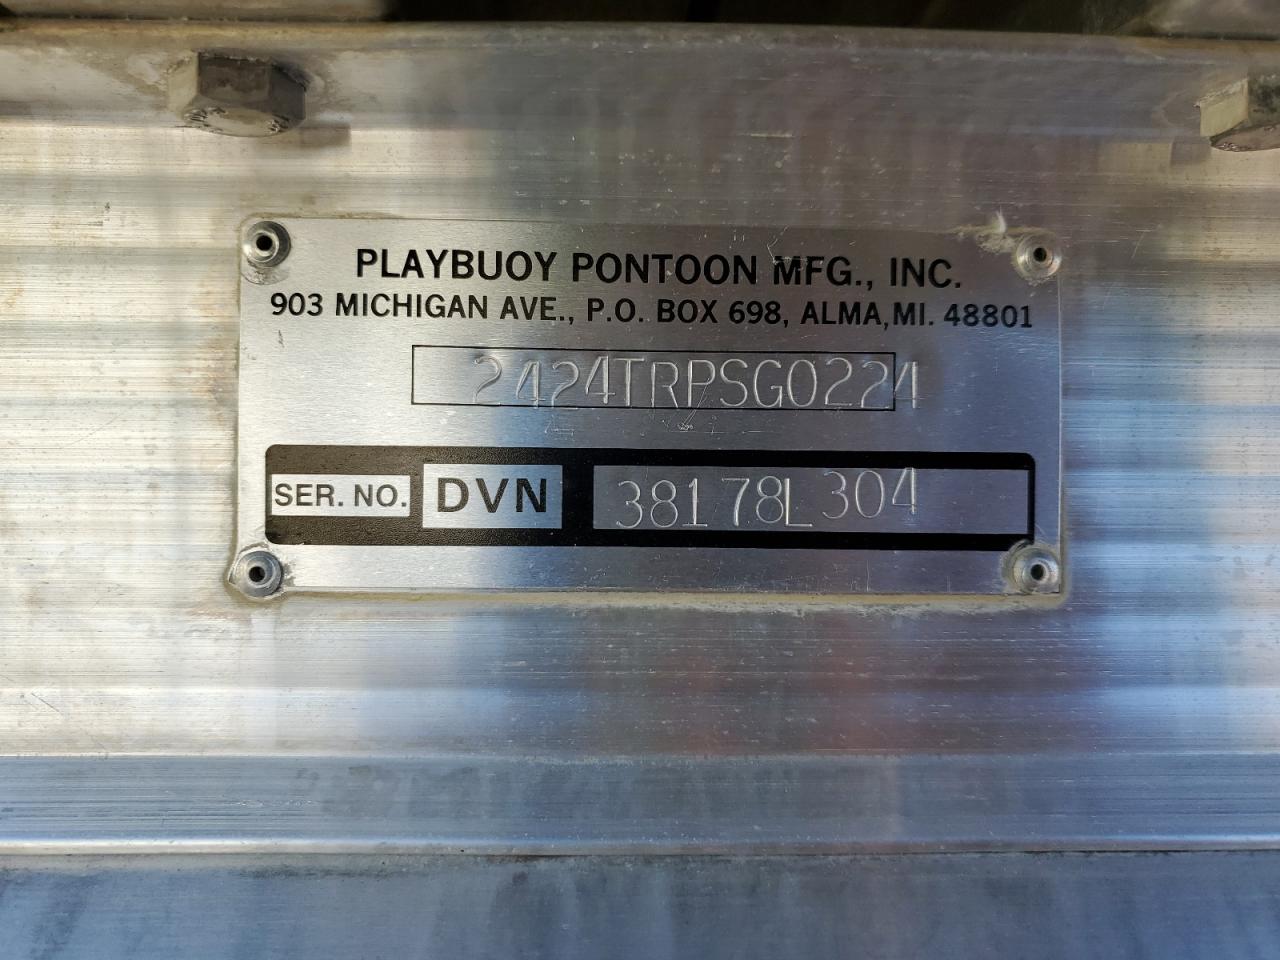 PLAYBUOY PONTOON MFG., INC.
903 MICHIGAN AVE., P.O. BOX 698, ALMA, MI. 48801
2424TRPSG0224
SER. NO. DVN 38178L304